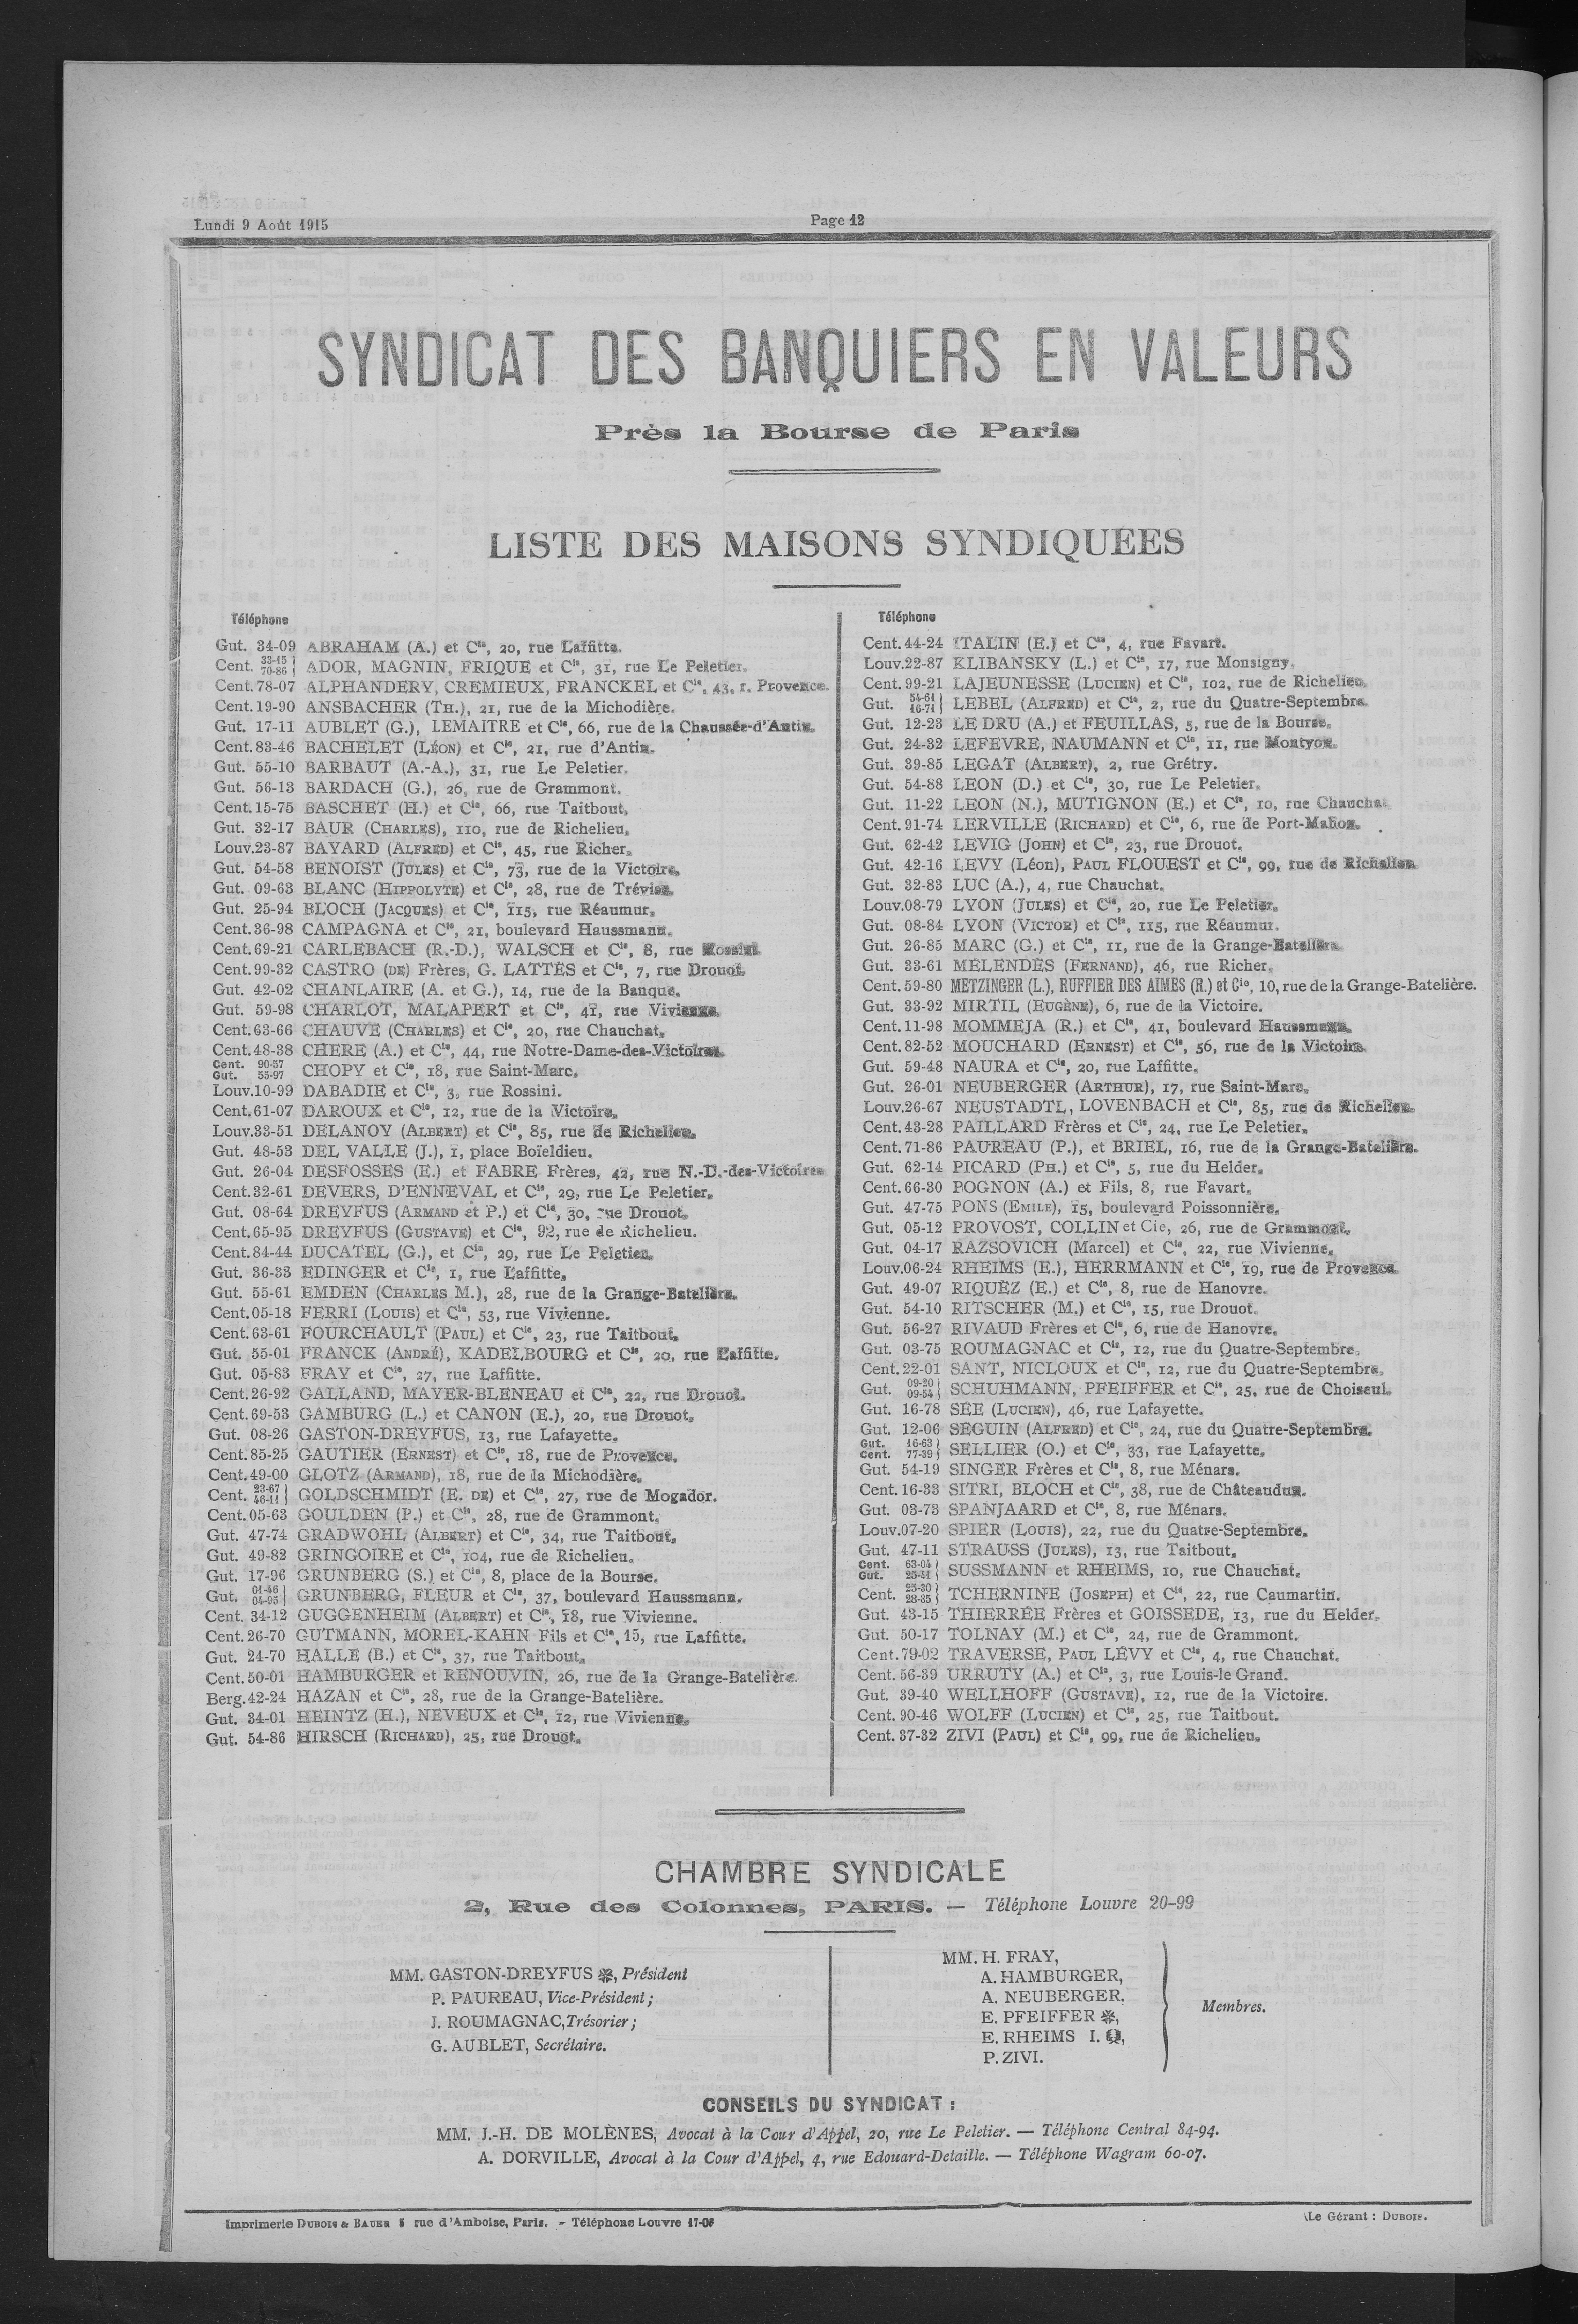 Lundi 9 Août 1915
Page 12
SYNDICAT DES BANQUIERS EN VALEURS
Près la Bourse de Paris
LISTE DES MAISONS SYNDIQUÉES
Téléphone
Gut. 34-09 ABRAHAM (A.) et Cie, 20, rue Laffitte.
Cent. 33-15 70-86 ADOR, MAGNIN, FRIQUE et Cie, 31, rue Le Peletier.
Cent. 78-07 ALPHANDERY, CREMIEUX, FRANCKEL et Cie, 43, r. Provence.
Cent. 19-90 ANSBACHER (TH.), 21, rue de la Michodière.
Gut. 17-11 AUBLET (G.), LEMAITRE et Cie, 66, rue de la Chaussée-d'Antin.
Cent. 83-46 BACHELET (LÉON) et Cie, 21, rue d'Antin.
Gut. 55-10 BARBAUT (A.-A.), 31, rue Le Peletier.
Gut. 56-13 BARDACH (G.), 26, rue de Grammont.
Cent. 15-75 BASCHET (H.) et Cie, 66, rue Taitbout.
Gut. 32-17 BAUR (CHARLES), 110, rue de Richelieu.
Louv. 23-87 BAYARD (ALFRED) et Cie, 45, rue Richer.
Gut. 54-58 BENOIST (JULES) et Cie, 73, rue de la Victoire.
Gut. 09-63 BLANC (HIPPOLYTE) et Cie, 28, rue de Trévise.
Gut. 25-94 BLOCH (JACQUES) et Cie, 115, rue Réaumur.
Cent. 36-98 CAMPAGNA et Cie, 21, boulevard Haussmann.
Cent. 69-21 CARLEBACH (R.-D.), WALSCH et Cie, 8, rue Rossini.
Cent. 99-32 CASTRO (DE) Frères, G. LATTÈS et Cie, 7, rue Drouot.
Gut. 42-02 CHANLAIRE (A. et G.), 14, rue de la Banque.
Gut. 59-98 CHARLOT, MALAPERT et Cie, 41, rue Vivienne.
Cent. 63-66 CHAUVE (CHARLES) et Cie, 20, rue Chauchat.
Cent. 48-38 CHERE (A.) et Cie, 44, rue Notre-Dame-des-Victoires.
Cent. 90-57 Gut. 55-97 CHOPY et Cie, 18, rue Saint-Marc.
Louv. 10-99 DABADIE et Cie, 3, rue Rossini.
Cent. 61-07 DAROUX et Cie, 12, rue de la Victoire.
Louv. 33-51 DELANOY (ALBERT) et Cie, 85, rue de Richelieu.
Gut. 48-53 DEL VALLE (J.), 1, place Boïeldieu.
Gut. 26-04 DESFOSSES (E.) et FABRE Frères, 42, rue N.-D.-des-Victoires
Cent. 32-61 DEVERS, D'ENNEVAL et Cie, 29, rue Le Peletier.
Gut. 08-64 DREYFUS (ARMAND et P.) et Cie, 30, rue Drouot.
Cent. 65-95 DREYFUS (GUSTAVE) et Cie, 92, rue de Richelieu.
Cent. 84-44 DUCATEL (G.), et Cie, 29, rue Le Peletier.
Gut. 36-33 EDINGER et Cie, 1, rue Laffitte.
Gut. 55-61 EMDEN (CHARLES M.), 28, rue de la Grange-Batelière.
Cent. 05-18 FERRI (LOUIS) et Cie, 53, rue Vivienne.
Cent. 63-61 FOURCHAULT (PAUL) et Cie, 23, rue Taitbout.
Gut. 55-01 FRANCK (ANDRÉ), KADELBOURG et Cie, 20, rue Laffitte.
Gut. 05-83 FRAY et Cie, 27, rue Laffitte.
Cent. 26-92 GALLAND, MAYER-BLENEAU et Cie, 22, rue Drouot.
Cent. 69-53 GAMBURG (L.) et CANON (E.), 20, rue Drouot.
Gut. 08-26 GASTON-DREYFUS, 13, rue Lafayette.
Cent. 85-25 GAUTIER (ERNEST) et Cie, 18, rue de Provence.
Cent. 49-00 GLOTZ (ARMAND), 18, rue de la Michodière.
Cent. 23-67 46-11 GOLDSCHMIDT (E. DE) et Cie, 27, rue de Mogador.
Cent. 05-63 GOULDEN (P.) et Cie, 28, rue de Grammont.
Gut. 47-74 GRADWOHL (ALBERT) et Cie, 34, rue Taitbout.
Gut. 49-82 GRINGOIRE et Cie, 104, rue de Richelieu.
Gut. 17-96 GRUNBERG (S.) et Cie, 8, place de la Bourse.
Gut. 01-46 04-95 GRUNBERG, FLEUR et Cie, 37, boulevard Haussmann.
Cent. 34-12 GUGGENHEIM (ALBERT) et Cie, 18, rue Vivienne.
Cent. 26-70 GUTMANN, MOREL-KAHN Fils et Cie, 15, rue Laffitte.
Gut. 24-70 HALLE (B.) et Cie, 37, rue Taitbout.
Cent. 50-01 HAMBURGER et RENOUVIN, 26, rue de la Grange-Batelière.
Berg. 42-24 HAZAN et Cie, 28, rue de la Grange-Batelière.
Gut. 34-01 HEINTZ (H.), NEVEUX et Cie, 12, rue Vivienne.
Gut. 54-86 HIRSCH (RICHARD), 25, rue Drouot.
Téléphone
Cent. 44-24 ITALIN (E.) et Cie, 4, rue Favart.
Louv. 22-87 KLIBANSKY (L.) et Cie, 17, rue Monsigny.
Cent. 99-21 LAJEUNESSE (LUCIEN) et Cie, 102, rue de Richelieu.
Gut. 54-61 16-71 LEBEL (ALFRED) et Cie, 2, rue du Quatre-Septembre.
Gut. 12-23 LE DRU (A.) et FEUILLAS, 5, rue de la Bourse.
Gut. 24-32 LEFEVRE, NAUMANN et Cie, 11, rue Montyon.
Gut. 39-85 LEGAT (ALBERT), 2, rue Grétry.
Gut. 54-88 LEON (D.) et Cie, 30, rue Le Peletier.
Gut. 11-22 LEON (N.), MUTIGNON (E.) et Cie, 10, rue Chauchat
Cent. 91-74 LERVILLE (RICHARD) et Cie, 6, rue de Port-Mahon.
Gut. 62-42 LEVIG (JOHN) et Cie, 23, rue Drouot.
Gut. 42-16 LEVY (Léon), PAUL FLOUEST et Cie, 99, rue de Richelieu
Gut. 32-83 LUC (A.), 4, rue Chauchat.
Louv. 08-79 LYON (JULES) et Cie, 20, rue Le Peletier.
Gut. 08-84 LYON (VICTOR) et Cie, 115, rue Réaumur.
Gut. 26-85 MARC (G.) et Cie, 11, rue de la Grange-Batelière
Gut. 33-61 MÉLENDÈS (FERNAND), 46, rue Richer.
Cent. 59-80 METZINGER (L.), RUFFIER DES AIMES (R.) et Cie, 10, rue de la Grange-Batelière.
Gut. 33-92 MIRTIL (EUGÈNE), 6, rue de la Victoire.
Cent. 11-98 MOMMEJA (R.) et Cie, 41, boulevard Haussmann.
Cent. 82-52 MOUCHARD (ERNEST) et Cie, 56, rue de la Victoire.
Gut. 59-48 NAURA et Cie, 20, rue Laffitte.
Gut. 26-01 NEUBERGER (ARTHUR), 17, rue Saint-Marc.
Louv. 26-67 NEUSTADTL, LOVENBACH et Cie, 85, rue de Richelieu.
Cent. 43-28 PAILLARD Frères et Cie, 24, rue Le Peletier.
Cent. 71-86 PAUREAU (P.), et BRIEL, 16, rue de la Grange-Batelière.
Gut. 62-14 PICARD (PH.) et Cie, 5, rue du Helder.
Cent. 66-30 POGNON (A.) et Fils, 8, rue Favart.
Gut. 47-75 PONS (EMILE), 15, boulevard Poissonnière.
Gut. 05-12 PROVOST, COLLIN et Cie, 26, rue de Grammont.
Gut. 04-17 RAZSOVICH (Marcel) et Cie, 22, rue Vivienne.
Louv. 06-24 RHEIMS (E.), HERRMANN et Cie, 19, rue de Provence
Gut. 49-07 RIQUEZ (E.) et Cie, 8, rue de Hanovre.
Gut. 54-10 RITSCHER (M.) et Cie, 15, rue Drouot.
Gut. 56-27 RIVAUD Frères et Cie, 6, rue de Hanovre.
Gut. 03-75 ROUMAGNAC et Cie, 12, rue du Quatre-Septembre.
Cent. 22-01 SANT, NICLOUX et Cie, 12, rue du Quatre-Septembre.
Gut. 09-20 09-54 SCHUHMANN, PFEIFFER et Cie, 25, rue de Choiseul.
Gut. 16-78 SÉE (LUCIEN), 46, rue Lafayette.
Gut. 12-06 SEGUIN (ALFRED) et Cie, 24, rue du Quatre-Septembre.
Gut. 16-63 Cent. 77-39 SELLIER (O.) et Cie, 33, rue Lafayette.
Gut. 54-19 SINGER Frères et Cie, 8, rue Ménars.
Cent. 16-33 SITRI, BLOCH et Cie, 38, rue de Châteaudun.
Gut. 03-73 SPANJAARD et Cie, 8, rue Ménars.
Louv. 07-20 SPIER (LOUIS), 22, rue du Quatre-Septembre.
Gut. 47-11 STRAUSS (JULES), 13, rue Taitbout.
Cent. 63-04 Gut. 25-41 SUSSMANN et RHEIMS, 10, rue Chauchat.
Cent. 25-30 28-35 TCHERNINE (JOSEPH) et Cie, 22, rue Caumartin.
Gut. 43-15 THIERRÉE Frères et GOISSEDE, 13, rue du Helder.
Gut. 50-17 TOLNAY (M.) et Cie, 24, rue de Grammont.
Cent. 79-02 TRAVERSE, PAUL LÉVY et Cie, 4, rue Chauchat.
Cent. 56-39 URRUTY (A.) et Cie, 3, rue Louis-le Grand.
Gut. 39-40 WELLHOFF (GUSTAVE), 12, rue de la Victoire.
Cent. 90-46 WOLFF (LUCIEN) et Cie, 25, rue Taitbout.
Cent. 37-32 ZIVI (PAUL) et Cie, 99, rue de Richelieu.
CHAMBRE SYNDICALE
2, Rue des Colonnes, PARIS. — Téléphone Louvre 20-99
MM. GASTON-DREYFUS ✻, Président
P. PAUREAU, Vice-Président;
J. ROUMAGNAC, Trésorier;
G. AUBLET, Secrétaire.
MM. H. FRAY,
A. HAMBURGER,
A. NEUBERGER.
E. PFEIFFER ✻,
E. RHEIMS I.,
P. ZIVI.
Membres.
CONSEILS DU SYNDICAT :
MM. J.-H. DE MOLÈNES, Avocat à la Cour d'Appel, 20, rue Le Peletier. — Téléphone Central 84-94.
A. DORVILLE, Avocat à la Cour d'Appel, 4, rue Edouard-Detaille. — Téléphone Wagram 60-07.
Imprimerie DUBOIS & BAUER 5 rue d'Amboise, Paris. - Téléphone Louvre 17-08
Le Gérant : DUBOIS.